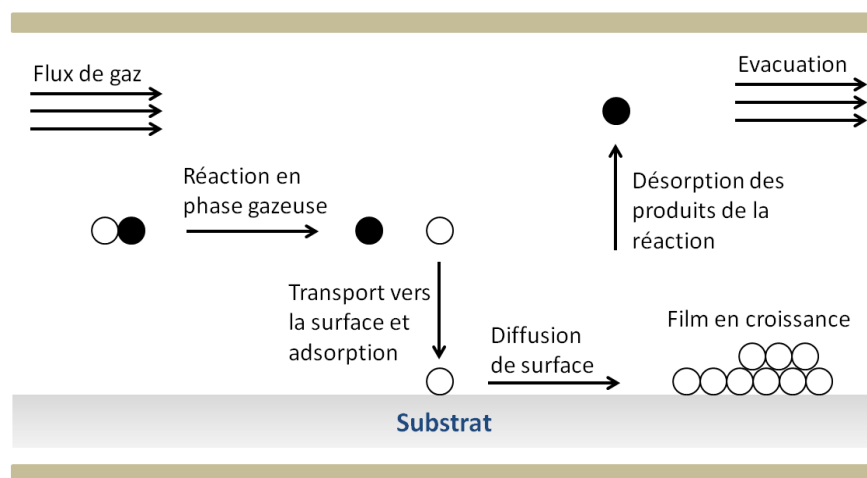 Flux de gaz
Evacuation
Réaction en
phase gazeuse
Désorption des
produits de la
réaction
Transport vers
la surface et
adsorption
Diffusion
de surface
Film en croissance
Substrat